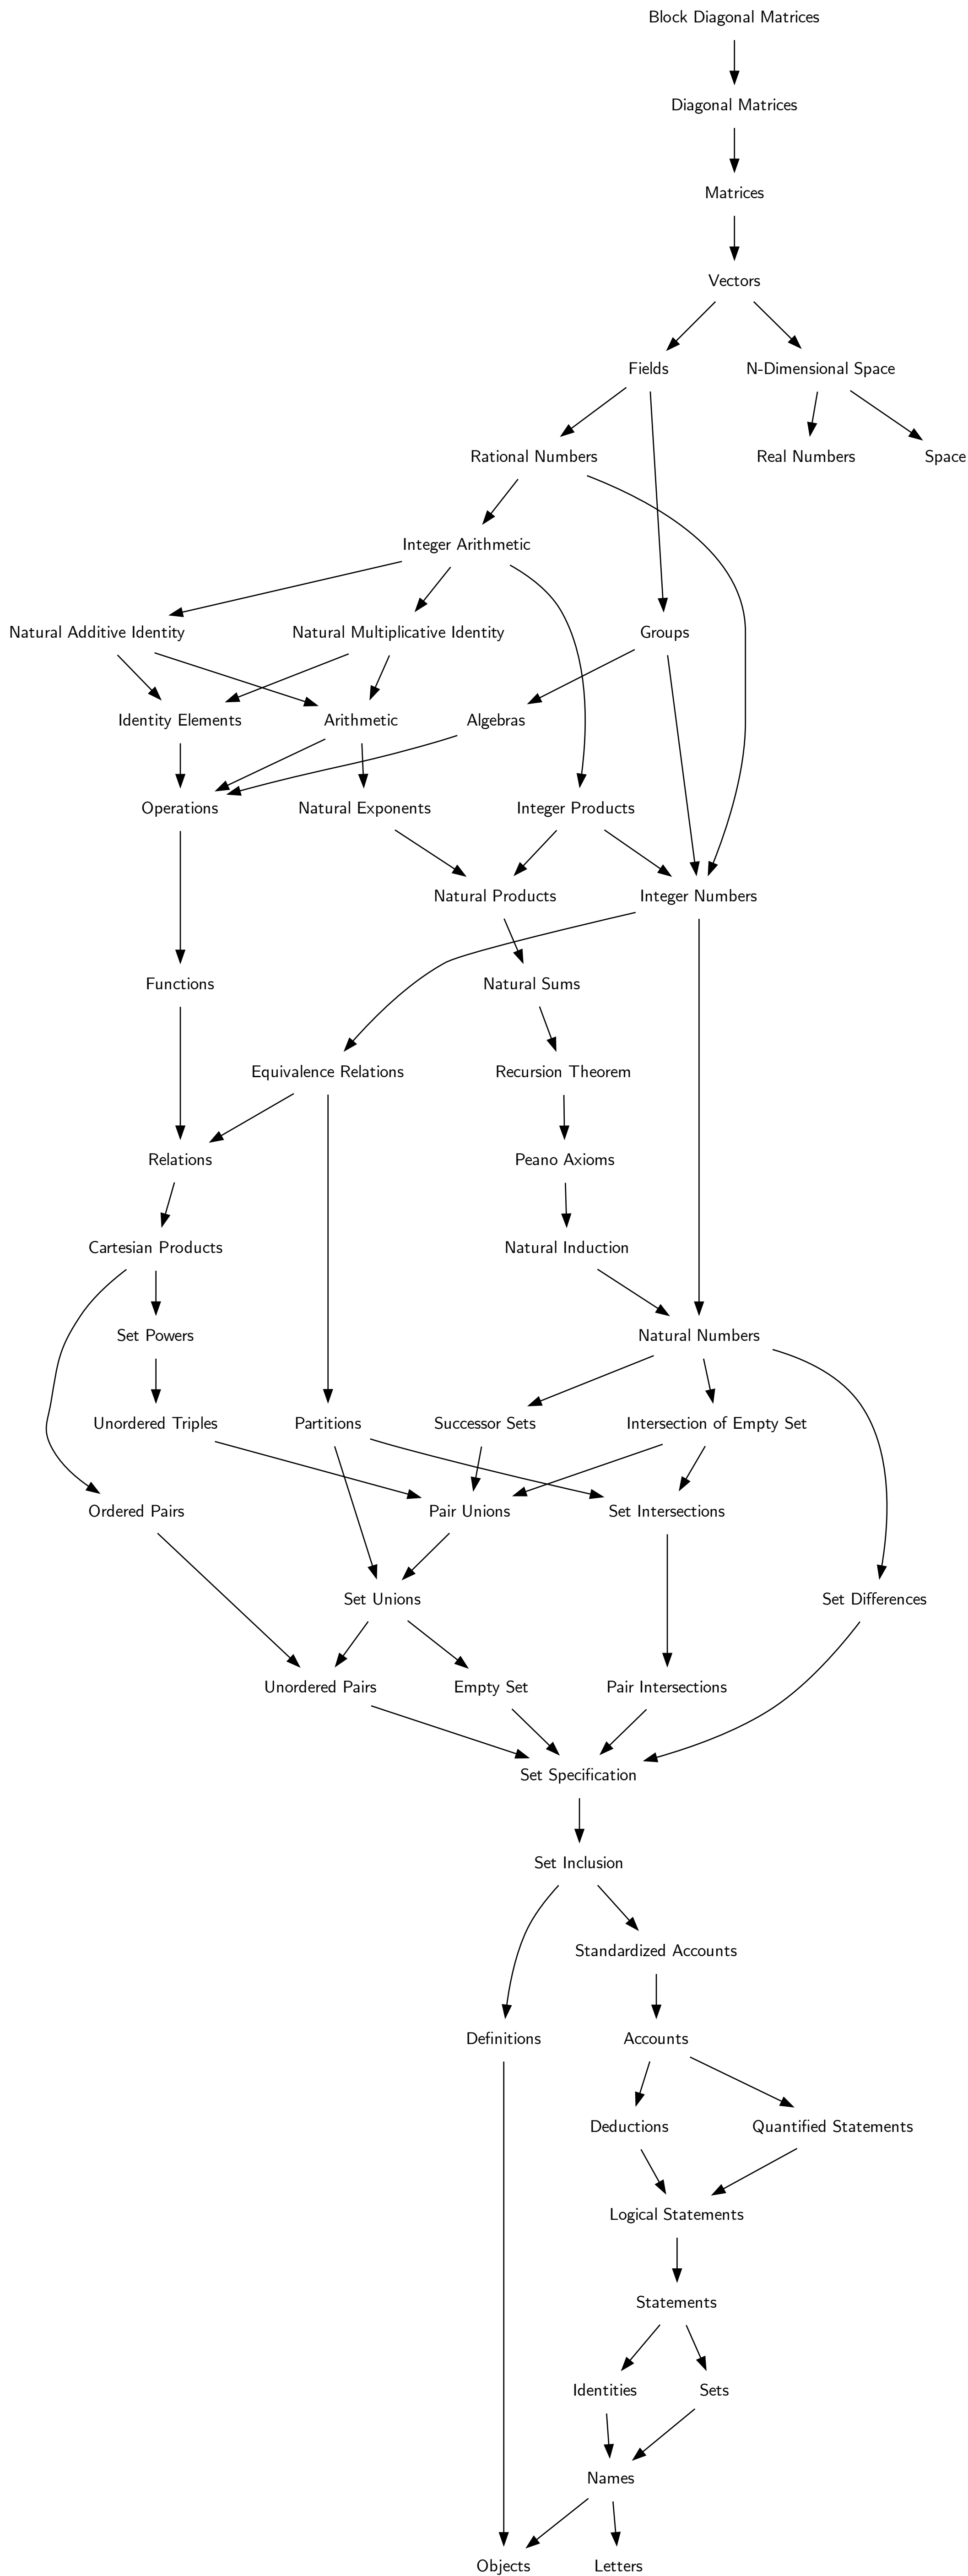 Block Diagonal Matrices
Diagonal Matrices
Matrices
Vectors
Fields
N-Dimensional Space
Rational Numbers
Real Numbers
Space
Integer Arithmetic
Natural Additive Identity
Natural Multiplicative Identity
Groups
Identity Elements
Arithmetic
Algebras
Operations
Natural Exponents
Integer Products
Natural Products
Integer Numbers
Functions
Natural Sums
Equivalence Relations
Recursion Theorem
Relations
Peano Axioms
Cartesian Products
Natural Induction
Set Powers
Natural Numbers
Unordered Triples
Partitions
Successor Sets
Intersection of Empty Set
Ordered Pairs
Pair Unions
Set Intersections
Set Unions
Set Differences
Unordered Pairs
Empty Set
Pair Intersections
Set Specification
Set Inclusion
Standardized Accounts
Definitions
Accounts
Deductions
Quantified Statements
Logical Statements
Statements
Identities
Sets
Names
Objects
Letters